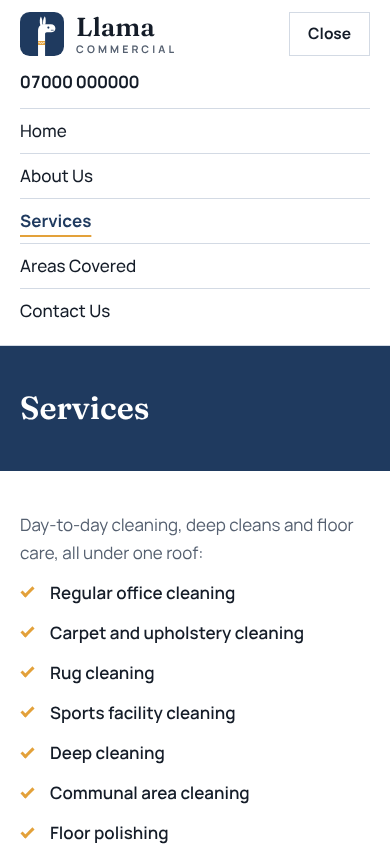 Llama
COMMERCIAL
Close
07000 000000
Home
About Us
Services
Areas Covered
Contact Us
Services
Day-to-day cleaning, deep cleans and floor
care, all under one roof:
Regular office cleaning
Carpet and upholstery cleaning
Rug cleaning
Sports facility cleaning
Deep cleaning
Communal area cleaning
Floor polishing